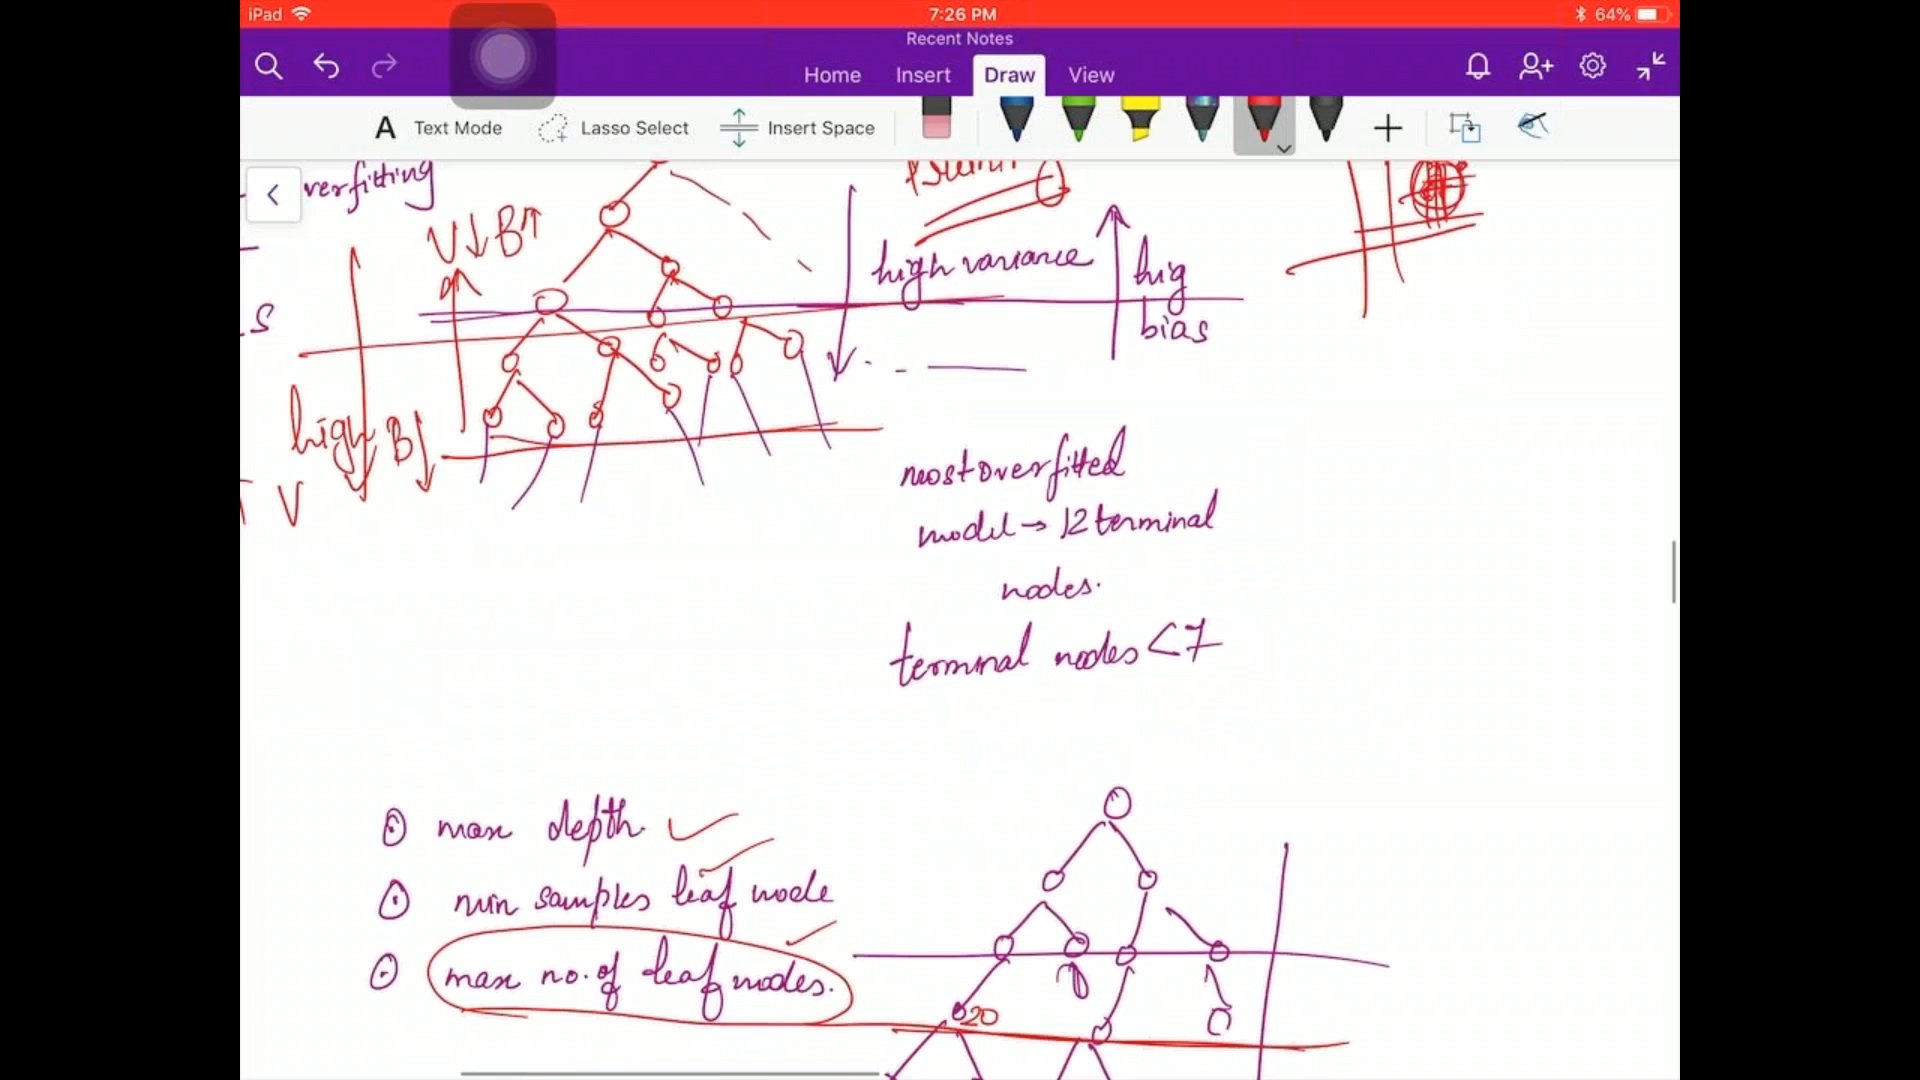 iPad 7:26 PM 64%
Recent Notes
Home Insert Draw View
A Text Mode Lasso Select Insert Space
verfitting
V↓ B↑
high variance
hig
bias
S
high B↓
↑ V
most overfitted
model → 12 terminal
nodes.
terminal nodes < 7
max depth.
min samples leaf node
max no. of leaf nodes.
20